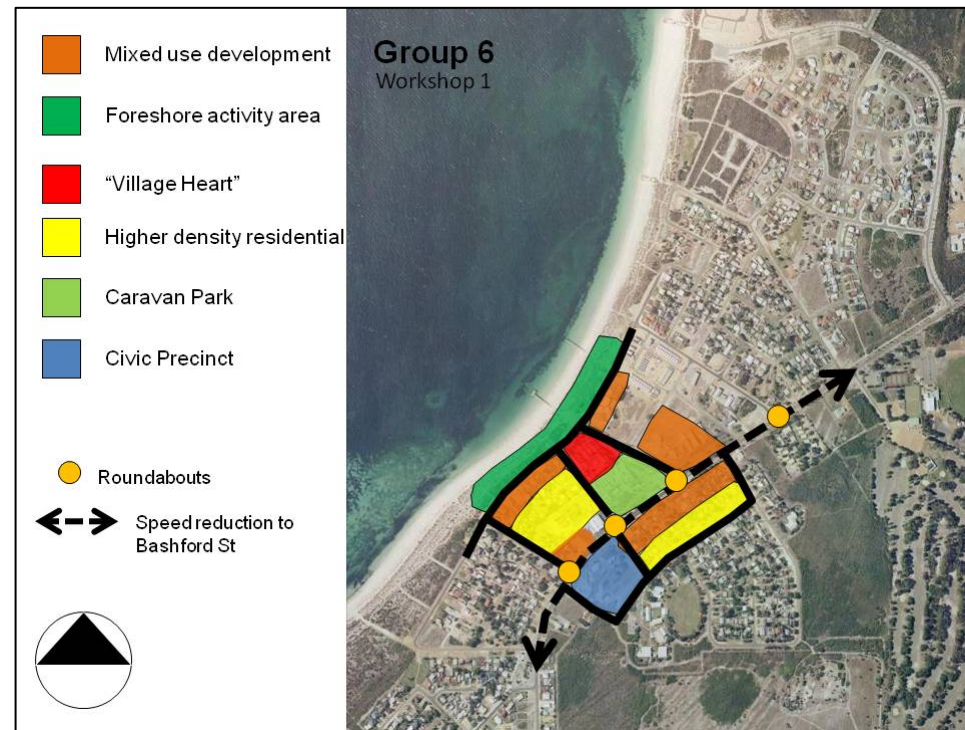 Mixed use development
Foreshore activity area
“Village Heart”
Higher density residential
Caravan Park
Civic Precinct
Roundabouts
Speed reduction to
Bashford St
Group 6
Workshop 1